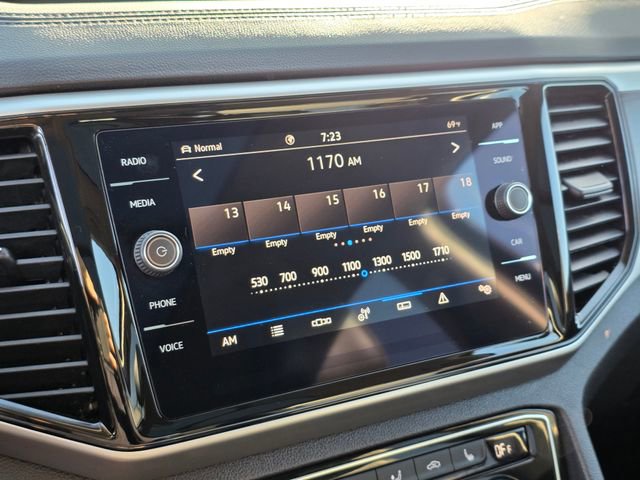 Normal 7:23 69°F
1170 AM
RADIO
MEDIA
PHONE
VOICE
APP
SOUND
CAR
MENU
13 14 15 16 17 18
Empty Empty Empty Empty Empty Empty
530 700 900 1100 1300 1500 1710
AM
OFF